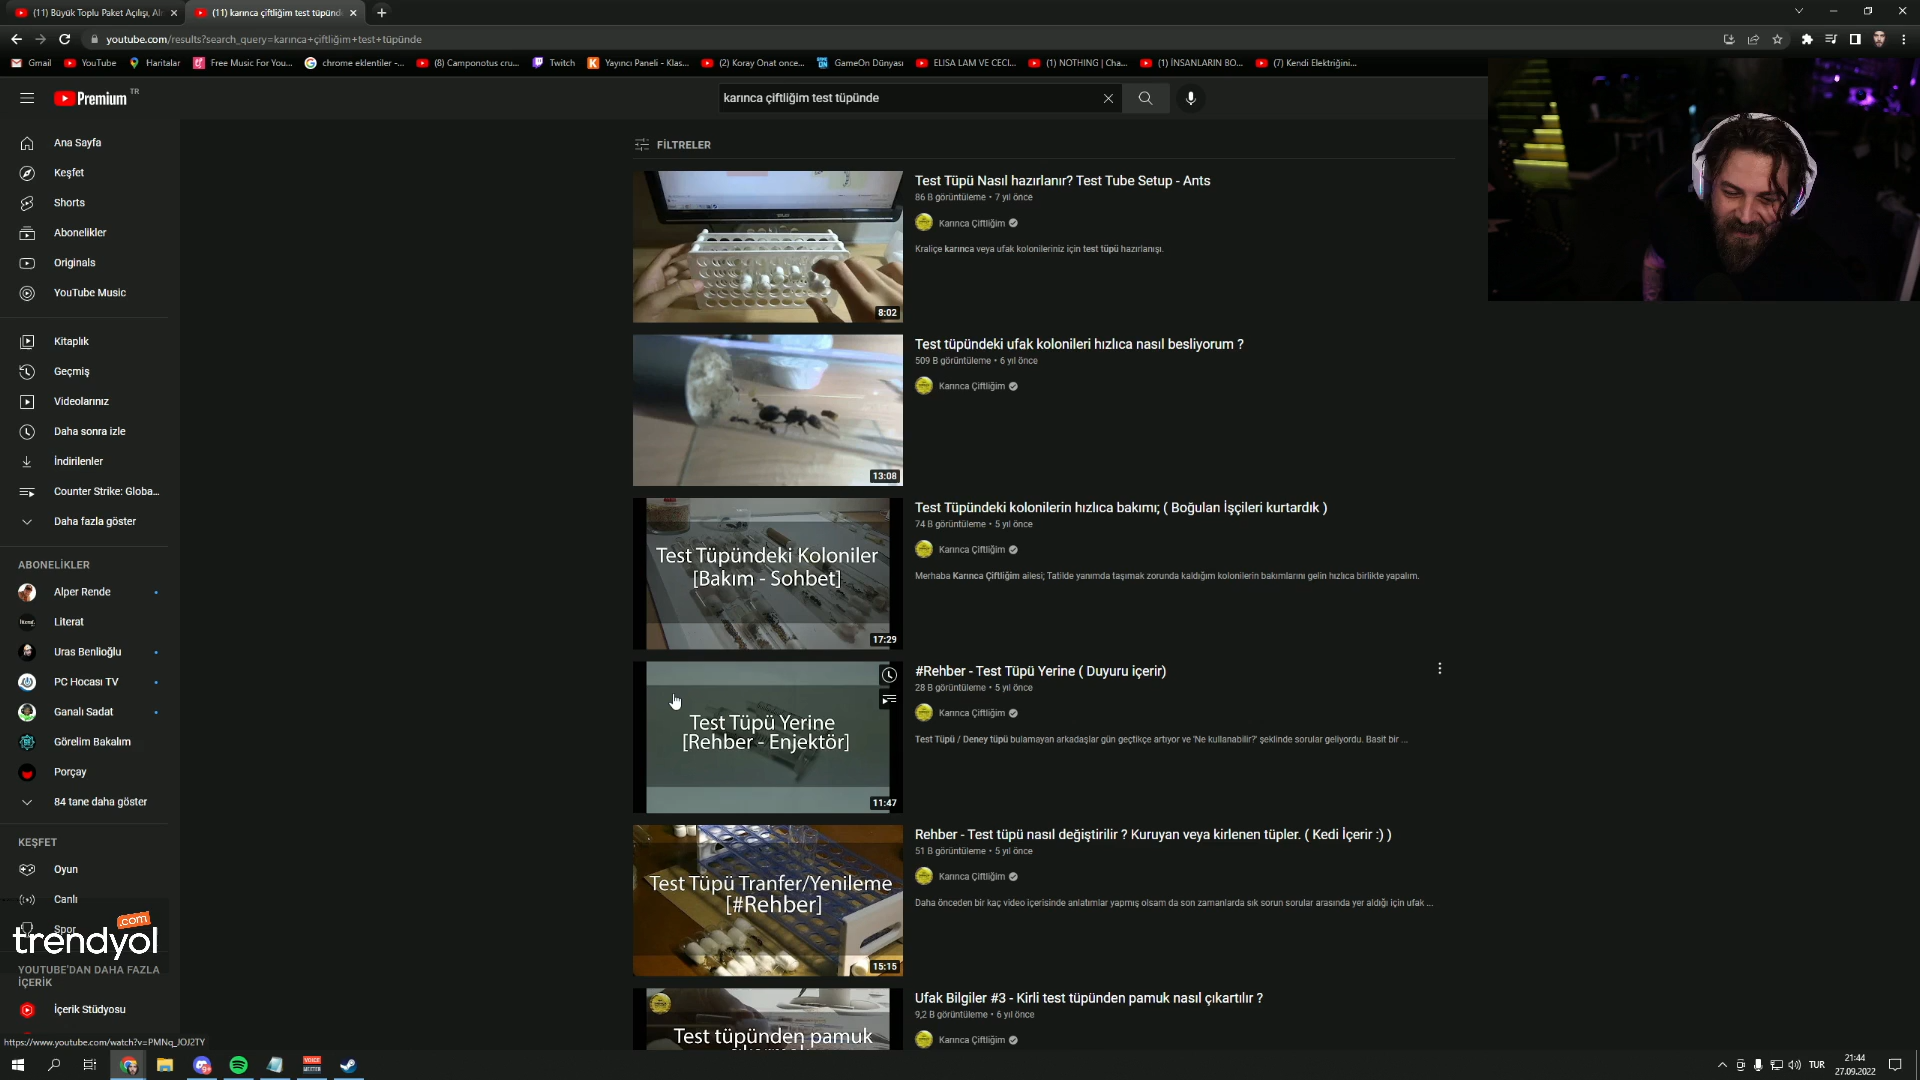 (11) Büyük Toplu Paket Açılışı, Al
(11) karınca çiftliğim test tüpünd
youtube.com/results?search_query=karınca+çiftliğim+test+tüpünde
Gmail
YouTube
Haritalar
Free Music For You...
chrome eklentiler -...
(8) Camponotus cru...
Twitch
Yayıncı Paneli - Klas...
(2) Koray Onat once...
GameOn Dünyası
ELISA LAM VE CECI...
(1) NOTHING | Cha...
(1) İNSANLARIN BO...
(7) Kendi Elektriğini...
Premium TR
karınca çiftliğim test tüpünde
Ana Sayfa
Keşfet
Shorts
Abonelikler
Originals
YouTube Music
Kitaplık
Geçmiş
Videolarınız
Daha sonra izle
İndirilenler
Counter Strike: Globa...
Daha fazla göster
ABONELİKLER
Alper Rende
Literat
Uras Benlioğlu
PC Hocası TV
Ganalı Sadat
Görelim Bakalım
Porçay
84 tane daha göster
KEŞFET
Oyun
Canlı
Spor
.com
trendyol
YOUTUBE'DAN DAHA FAZLA
İÇERİK
İçerik Stüdyosu
FİLTRELER
8:02
Test Tüpü Nasıl hazırlanır? Test Tube Setup - Ants
86 B görüntüleme • 7 yıl önce
Karınca Çiftliğim
Kraliçe karınca veya ufak kolonileriniz için test tüpü hazırlanışı.
13:08
Test tüpündeki ufak kolonileri hızlıca nasıl besliyorum ?
509 B görüntüleme • 6 yıl önce
Karınca Çiftliğim
Test Tüpündeki Koloniler
[Bakım - Sohbet]
17:29
Test Tüpündeki kolonilerin hızlıca bakımı; ( Boğulan İşçileri kurtardık )
74 B görüntüleme • 5 yıl önce
Karınca Çiftliğim
Merhaba Karınca Çiftliğim ailesi; Tatilde yanımda taşımak zorunda kaldığım kolonilerin bakımlarını gelin hızlıca birlikte yapalım.
Test Tüpü Yerine
[Rehber - Enjektör]
11:47
#Rehber - Test Tüpü Yerine ( Duyuru içerir)
28 B görüntüleme • 5 yıl önce
Karınca Çiftliğim
Test Tüpü / Deney tüpü bulamayan arkadaşlar gün geçtikçe artıyor ve 'Ne kullanabilir?' şeklinde sorular geliyordu. Basit bir ...
Test Tüpü Tranfer/Yenileme
[#Rehber]
15:15
Rehber - Test tüpü nasıl değiştirilir ? Kuruyan veya kirlenen tüpler. ( Kedi İçerir :) )
51 B görüntüleme • 5 yıl önce
Karınca Çiftliğim
Daha önceden bir kaç video içerisinde anlatımlar yapmış olsam da son zamanlarda sık sorun sorular arasında yer aldığı için ufak ...
Test tüpünden pamuk
Ufak Bilgiler #3 - Kirli test tüpünden pamuk nasıl çıkartılır ?
9,2 B görüntüleme • 6 yıl önce
Karınca Çiftliğim
https://www.youtube.com/watch?v=PMNq_JOJ2TY
TUR
21:44
27.09.2022